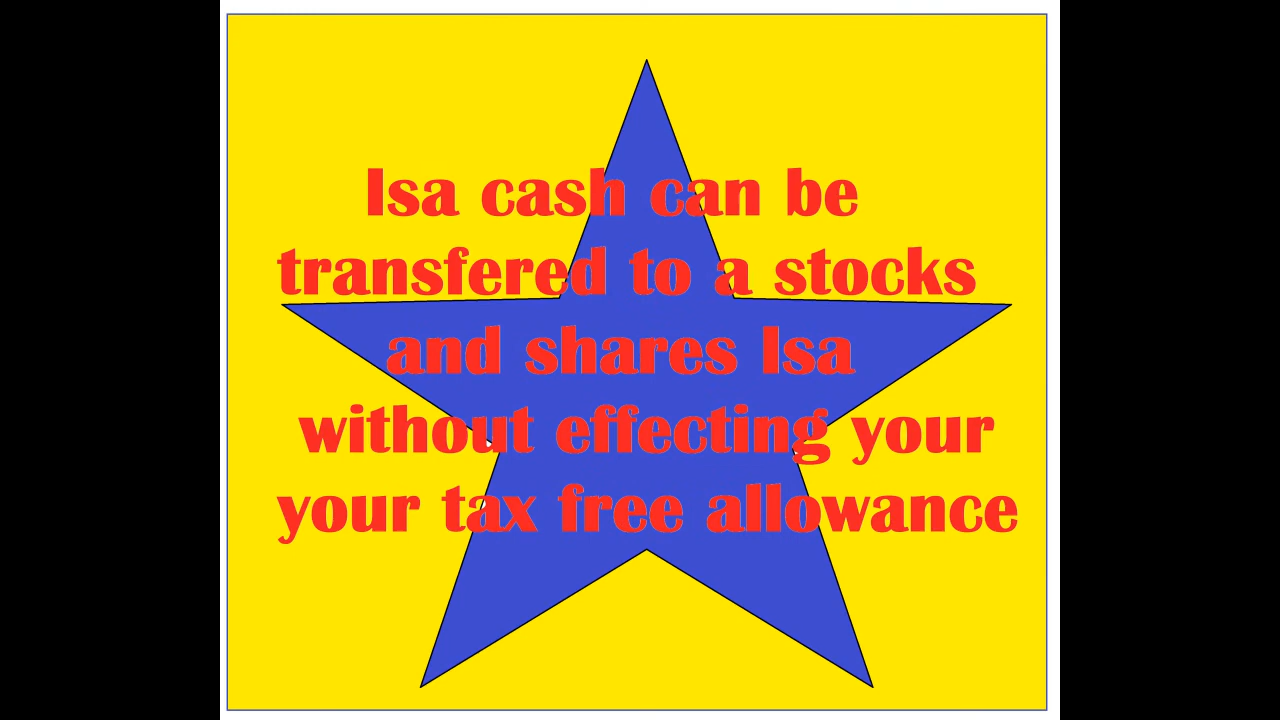 Isa cash can be
transfered to a stocks
and shares Isa
without effecting your
your tax free allowance